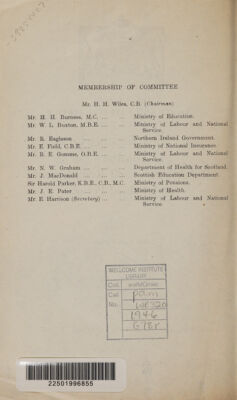 MEMBERSHIP OF COMMITTEE
Mr. H. H. Wiles, C.B. (Chairman)
Mr. H. H. Burness, M.C. ... ... Ministry of Education.
Mr. W. L. Buxton, M.B.E. ... ... Ministry of Labour and National
Service.
Mr. R. ... ... Northern Ireland Government.
Mr. E. Field, C.B.E. ... ... ... Ministry of National Insurance.
Mr. R. E. Gomme, O.B.E. ... ... Ministry of Labour and National
Service.
Mr. N. W. Graham ... ... ... Department of Health for Scotland.
Mr. J. MacDonald ... ... ... Scottish Education Department.
Sir Harold Parker, K.B.E., C.B., M.C. Ministry of Pensions.
Mr. J. E. Pater ... ... ... Ministry of Health.
Mr. E. Harrison (Secretary) ... ... Ministry of Labour and National
Service
WELLCOME INSTITUTE
LIBRARY
Coll.
Call
pam
No.
1946
G78r
22501996855